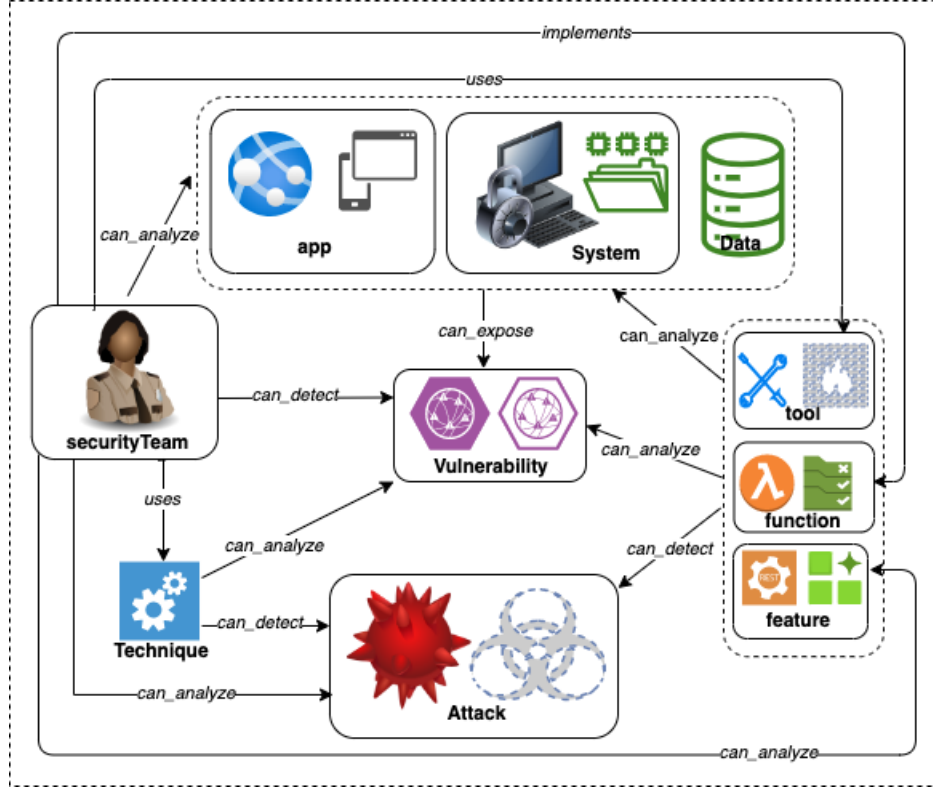 implements
uses
app
System
Data
can_analyze
can_expose
can_analyze
tool
securityTeam
can_detect
Vulnerability
can_analyze
function
uses
can_analyze
can_detect
REST
feature
Technique
can_detect
can_analyze
Attack
can_analyze